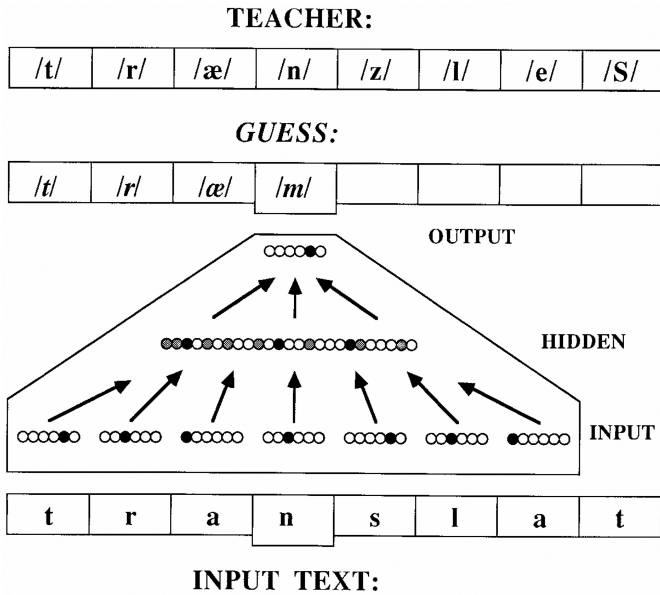 TEACHER:
/t/ /r/ /æ/ /n/ /z/ /l/ /e/ /S/
GUESS:
/t/ /r/ /æ/ /m/
OUTPUT
HIDDEN
INPUT
t r a n s l a t
INPUT TEXT: